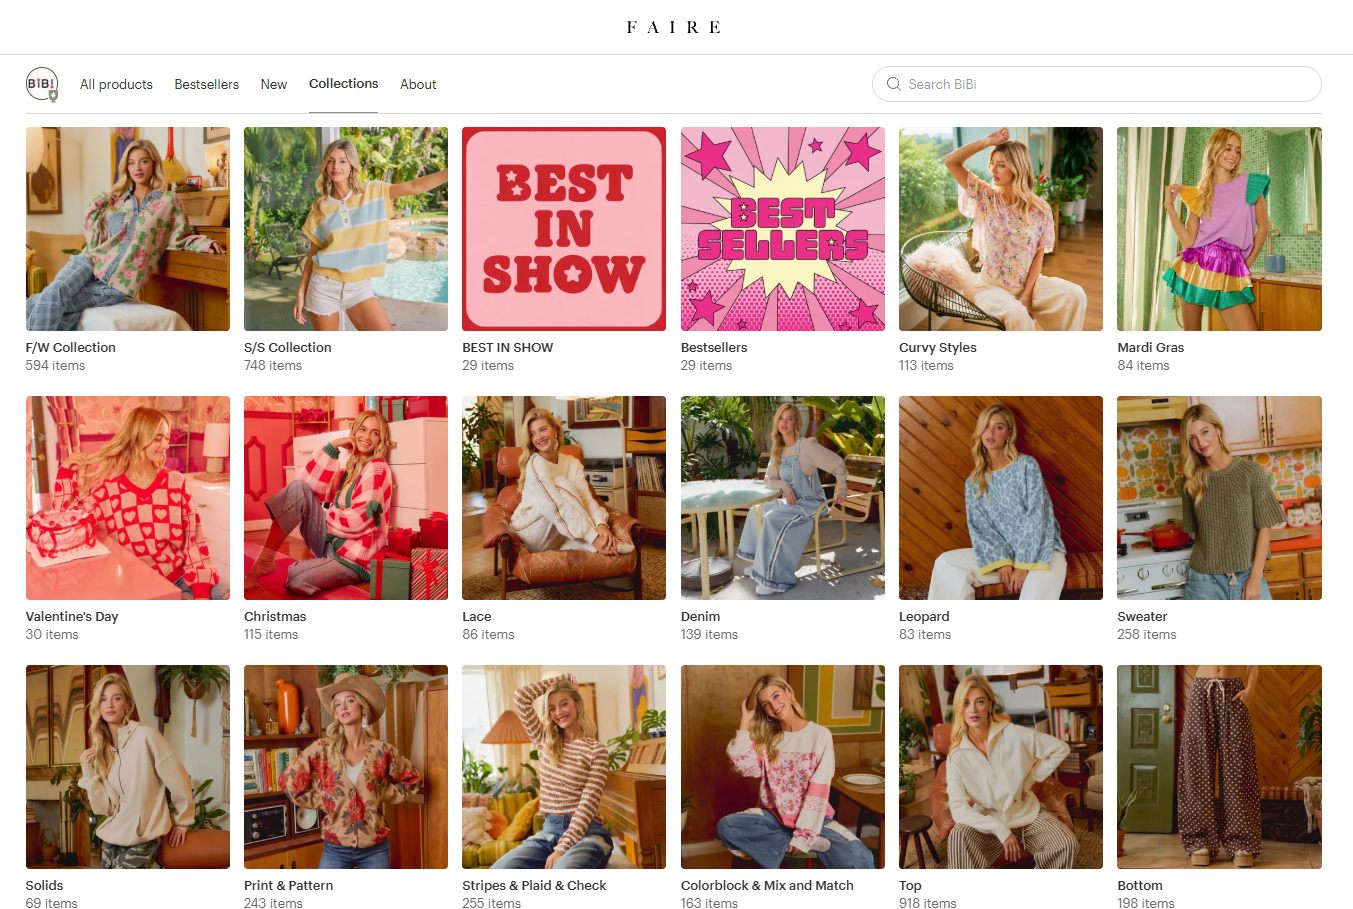 FAIRE
BiBi
All products
Bestsellers
New
Collections
About
Search BiBi
BEST
IN
SHOW
BEST
SELLERS
F/W Collection
594 items
S/S Collection
748 items
BEST IN SHOW
29 items
Bestsellers
29 items
Curvy Styles
113 items
Mardi Gras
84 items
Valentine's Day
30 items
Christmas
115 items
Lace
86 items
Denim
139 items
Leopard
83 items
Sweater
258 items
Solids
69 items
Print & Pattern
243 items
Stripes & Plaid & Check
255 items
Colorblock & Mix and Match
163 items
Top
918 items
Bottom
198 items